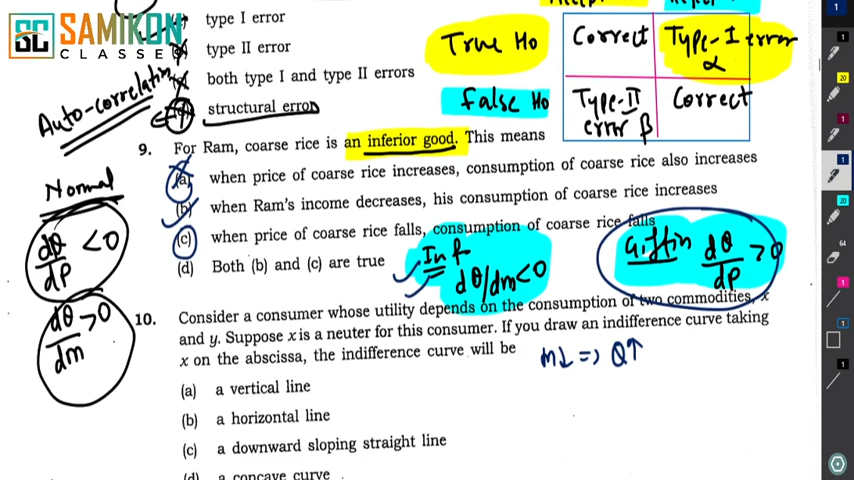 SC SAMIKON
CLASSES
type I error
type II error
both type I and type II errors
structural error
Auto-correlation
True Ho
Correct
Type-I error
α
False Ho
Type-II
error β
Correct
9. For Ram, coarse rice is an inferior good. This means
(a) when price of coarse rice increases, consumption of coarse rice also increases
(b) when Ram's income decreases, his consumption of coarse rice increases
(c) when price of coarse rice falls, consumption of coarse rice falls
(d) Both (b) and (c) are true
Normal
dQ/dP < 0
dQ/dm > 0
Inf
dQ/dm < 0
Giffin dQ/dP > 0
10. Consider a consumer whose utility depends on the consumption of two commodities, x
and y. Suppose x is a neuter for this consumer. If you draw an indifference curve taking
x on the abscissa, the indifference curve will be
m↓ => Q↑
(a) a vertical line
(b) a horizontal line
(c) a downward sloping straight line
(d) a concave curve